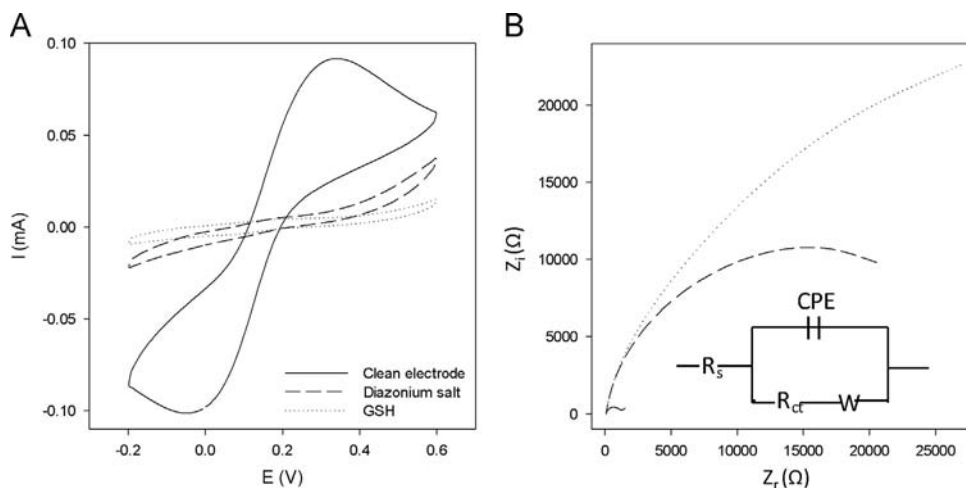 A
I (mA)
0.10
0.05
0.00
-0.05
-0.10
-0.2
0.0
0.2
0.4
0.6
E (V)
Clean electrode
Diazonium salt
GSH
B
Zi (Ω)
20000
15000
10000
5000
0
0
5000
10000
15000
20000
25000
Zr (Ω)
CPE
Rs
Rct
W